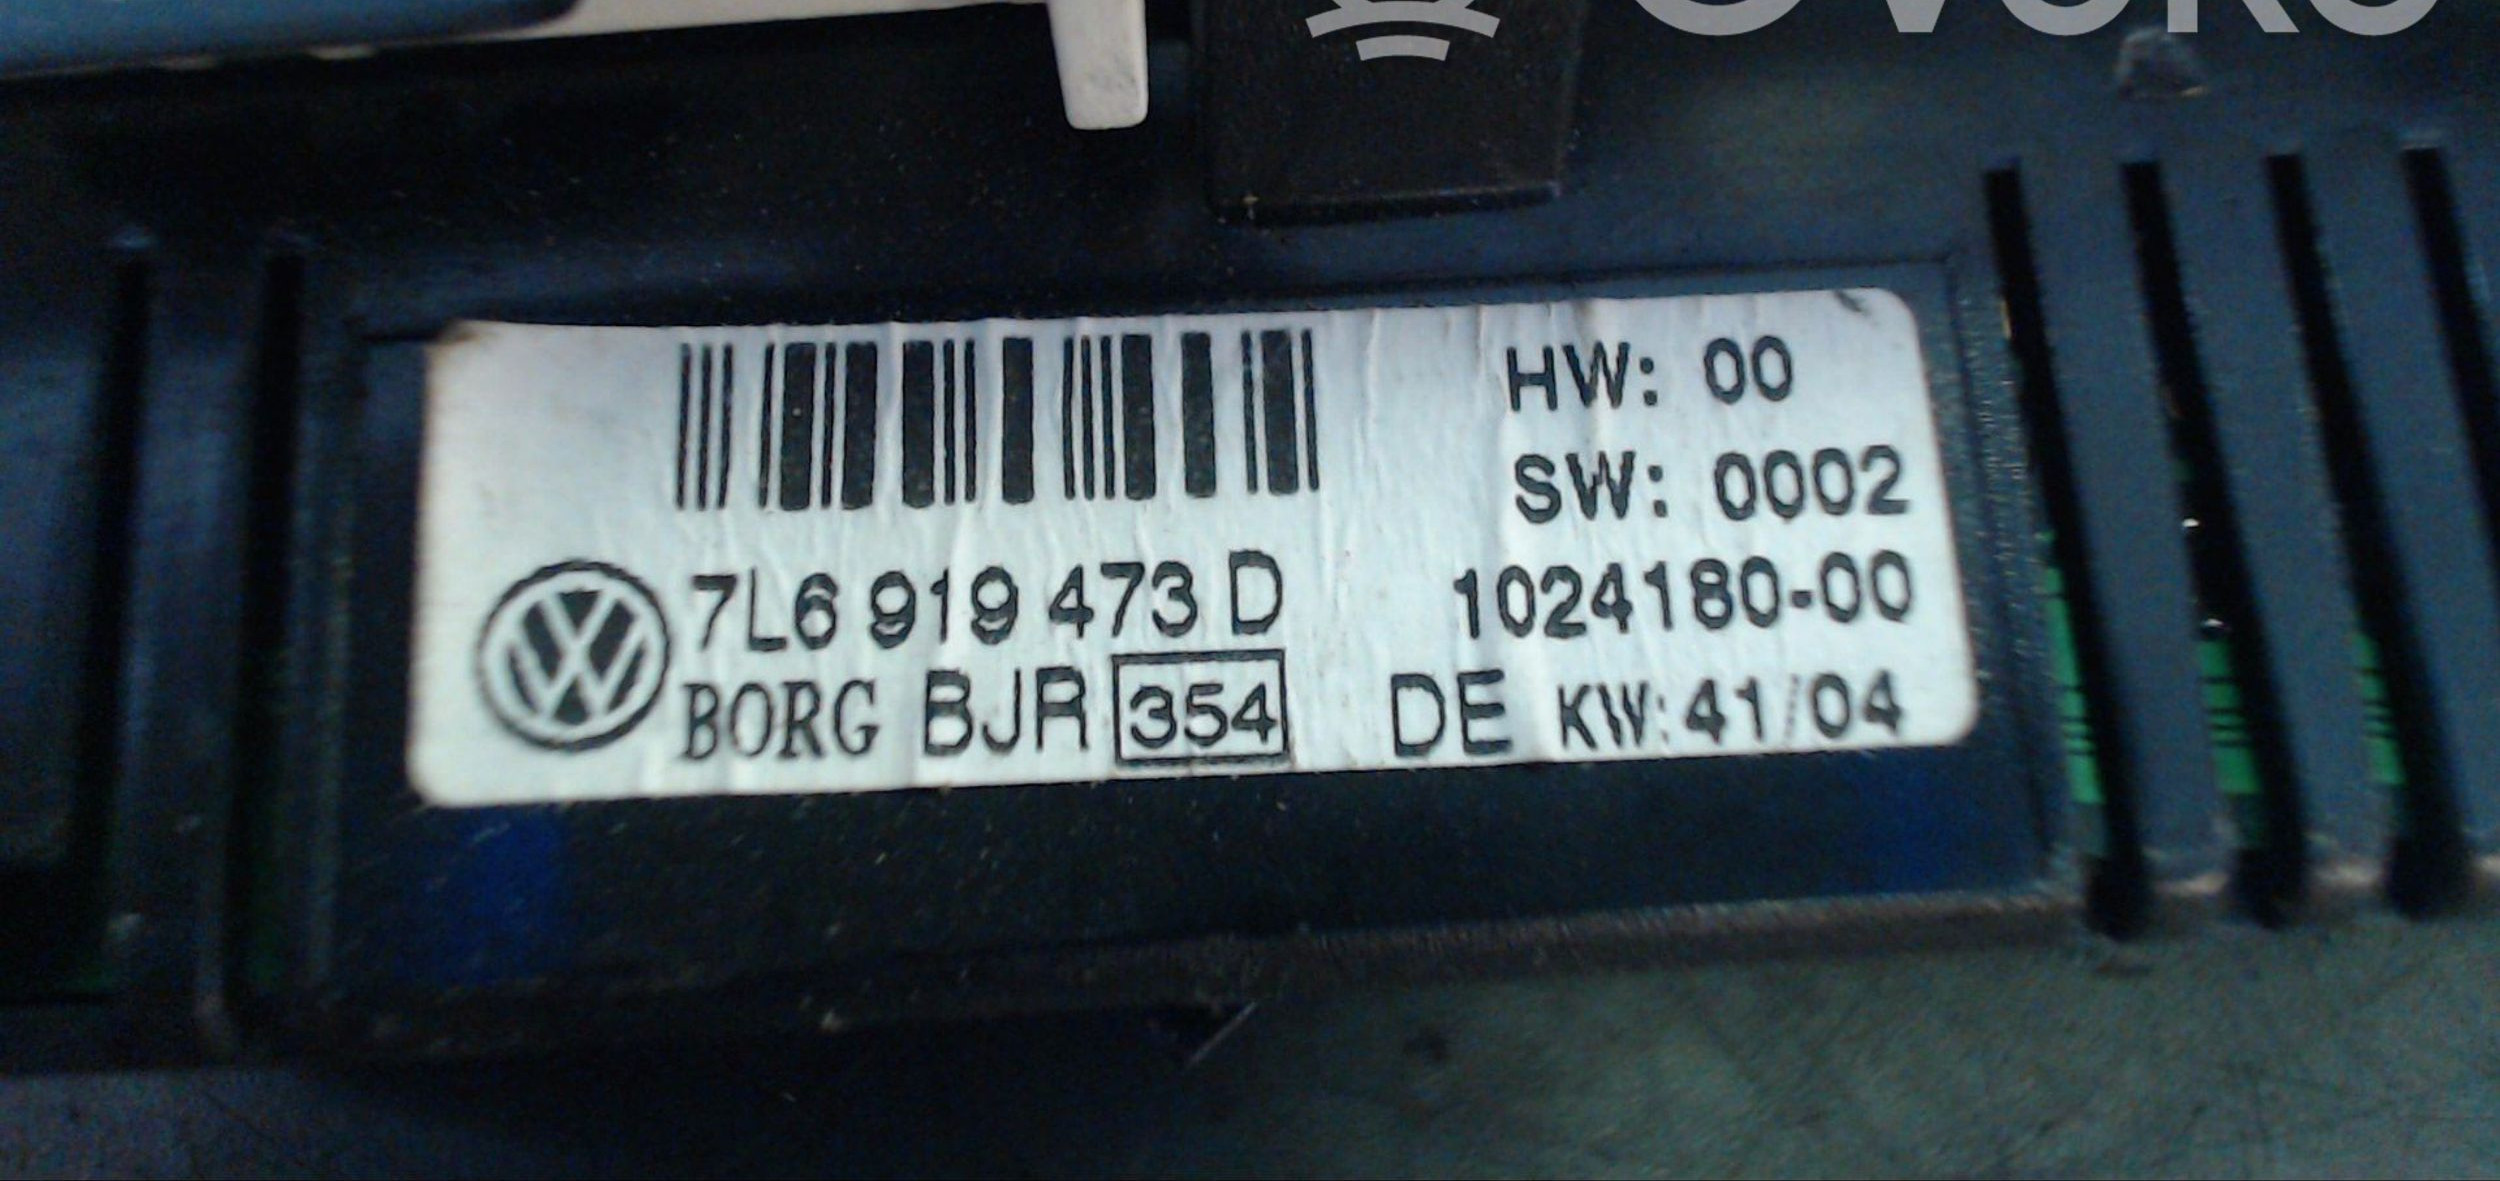 HW: 00
SW: 0002
7L6 919 473 D 1024180-00
BORG BJR 354 DE KW: 41/04